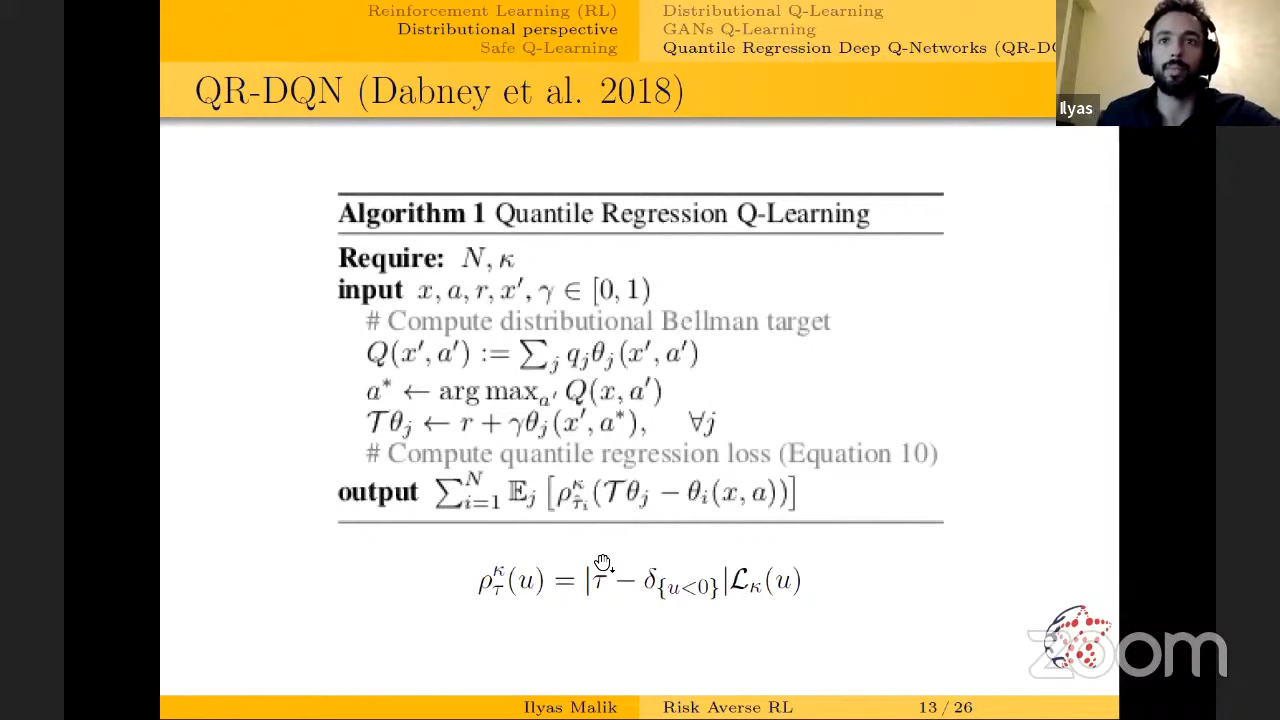 Reinforcement Learning (RL)
Distributional perspective
Safe Q-Learning
Distributional Q-Learning
GANs Q-Learning
Quantile Regression Deep Q-Networks (QR-DQ
Ilyas
QR-DQN (Dabney et al. 2018)
Algorithm 1 Quantile Regression Q-Learning
Require: N, κ
input x, a, r, x′, γ ∈ [0, 1)
# Compute distributional Bellman target
Q(x′, a′) := ∑_j q_jθ_j(x′, a′)
a* ← arg max_a′ Q(x, a′)
𝒯θ_j ← r + γθ_j(x′, a*), ∀j
# Compute quantile regression loss (Equation 10)
output ∑_{i=1}^N 𝔼_j [ρ^κ_{τ̂_i}(𝒯θ_j − θ_i(x, a))]
ρ^κ_τ(u) = |τ − δ_{u<0}|ℒ_κ(u)
zoom
Ilyas Malik
Risk Averse RL
13 / 26